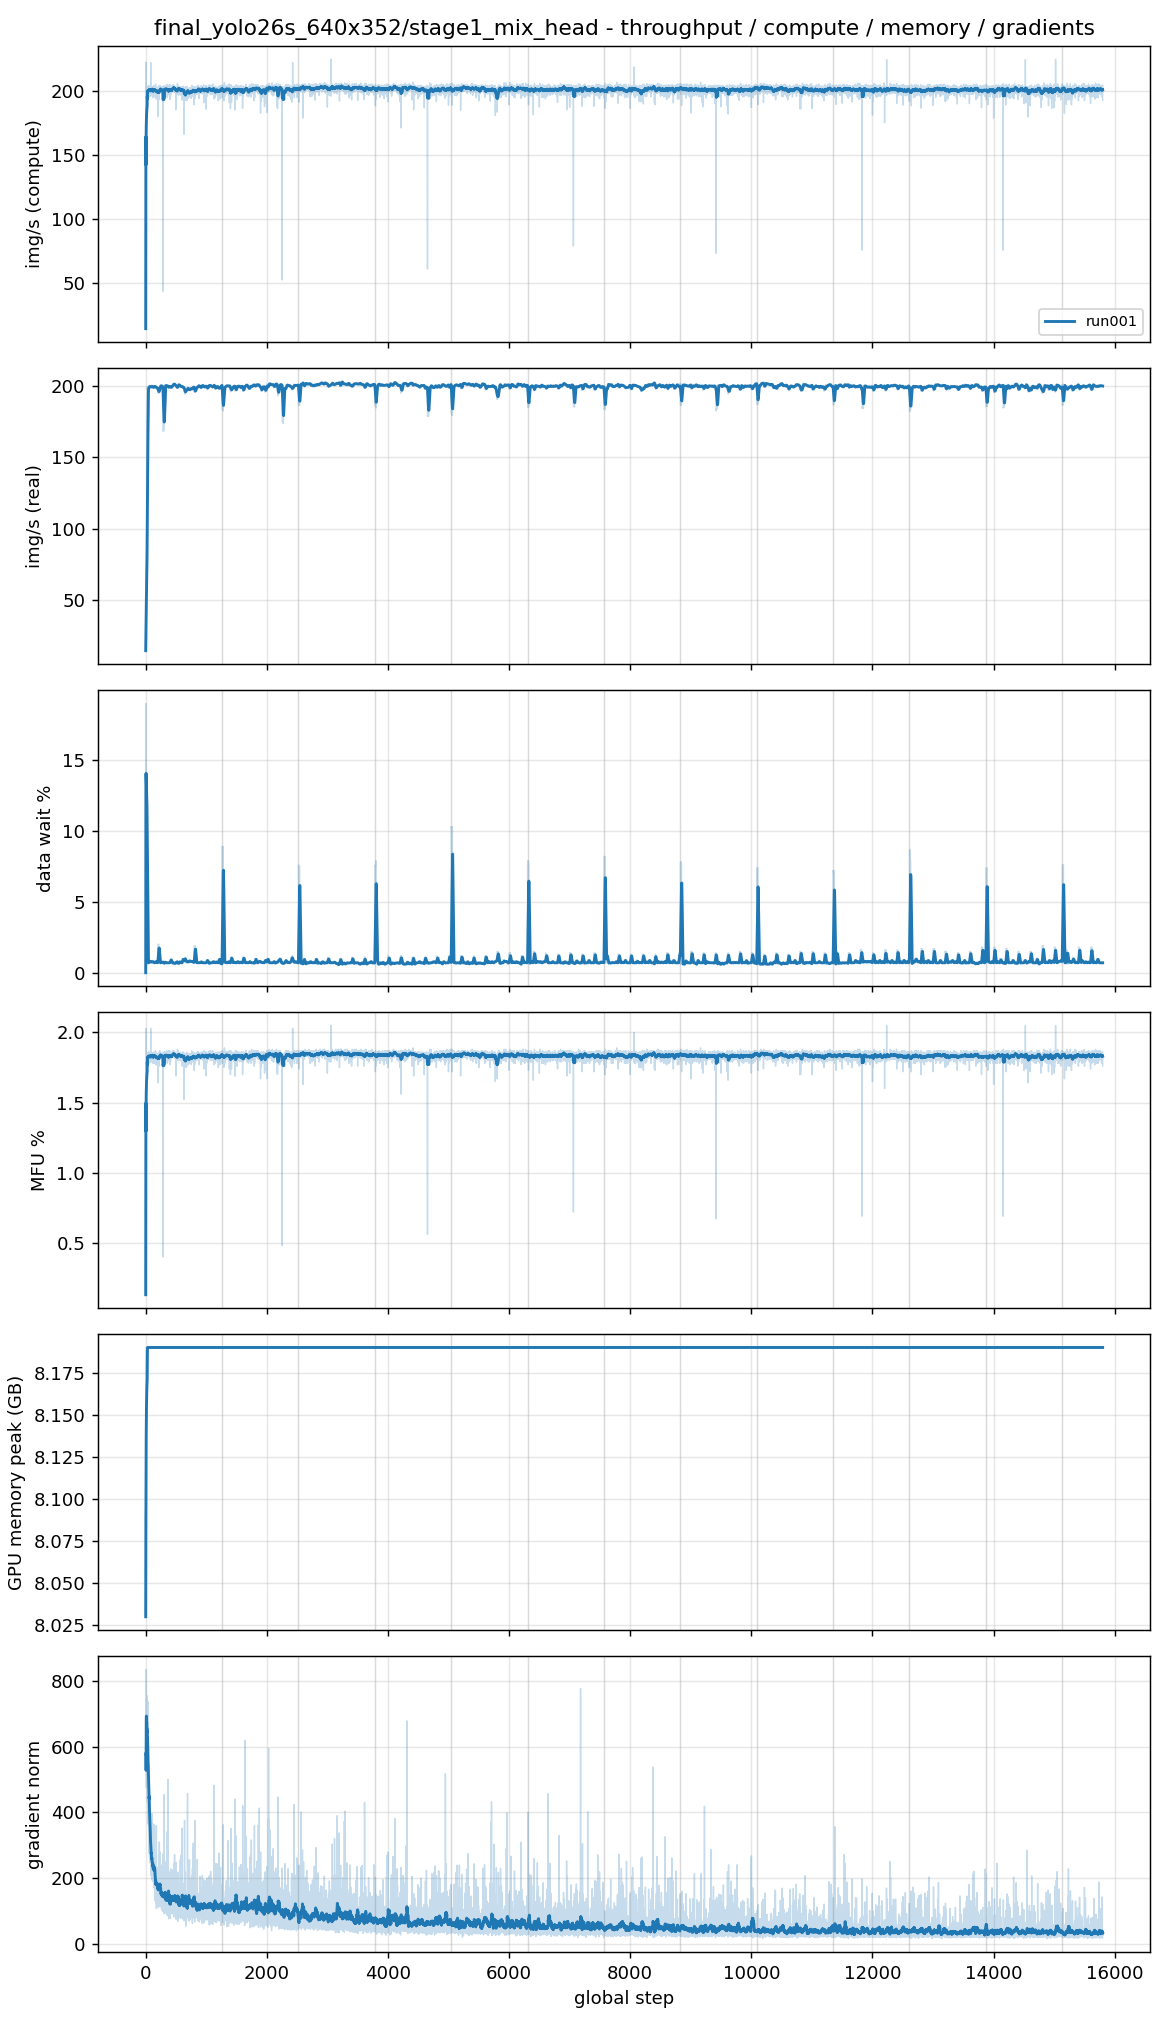 final_yolo26s_640x352/stage1_mix_head - throughput / compute / memory / gradients
img/s (compute)
200
150
100
50
run001
img/s (real)
200
150
100
50
data wait %
15
10
5
0
MFU %
2.0
1.5
1.0
0.5
GPU memory peak (GB)
8.175
8.150
8.125
8.100
8.075
8.050
8.025
gradient norm
800
600
400
200
0
0 2000 4000 6000 8000 10000 12000 14000 16000
global step